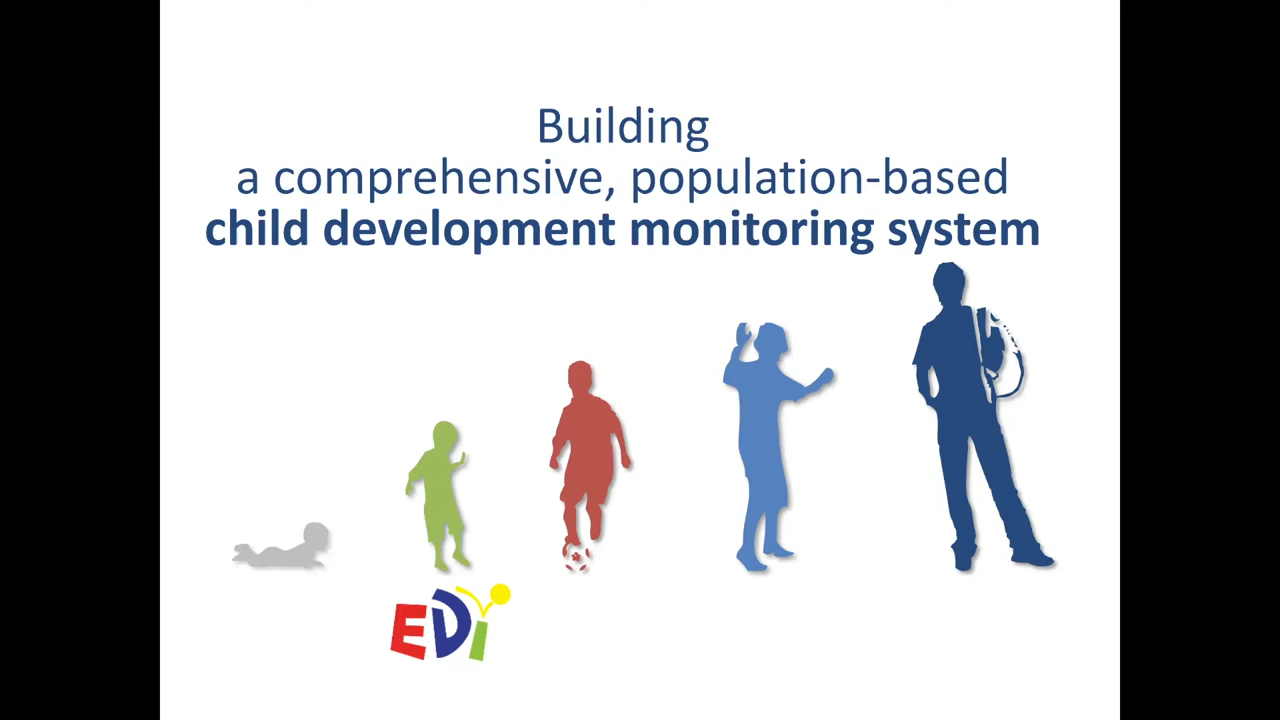 Building
a comprehensive, population-based
child development monitoring system
EDi